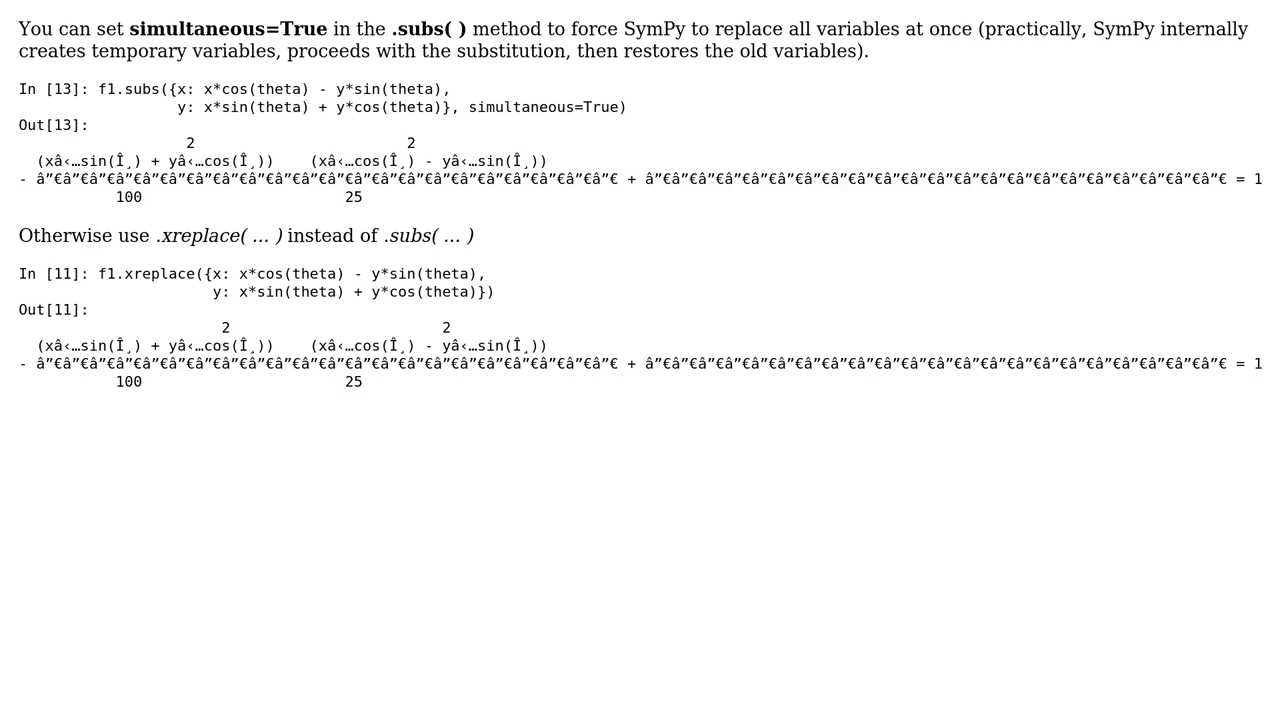 You can set simultaneous=True in the .subs( ) method to force SymPy to replace all variables at once (practically, SymPy internally
creates temporary variables, proceeds with the substitution, then restores the old variables).
In [13]: f1.subs({x: x*cos(theta) - y*sin(theta),
y: x*sin(theta) + y*cos(theta)}, simultaneous=True)
Out[13]:
2 2
(xâ‹…sin(Î¸) + yâ‹…cos(Î¸)) (xâ‹…cos(Î¸) - yâ‹…sin(Î¸))
- â”€â”€â”€â”€â”€â”€â”€â”€â”€â”€â”€â”€â”€â”€â”€â”€â”€â”€â”€â”€â”€â”€ + â”€â”€â”€â”€â”€â”€â”€â”€â”€â”€â”€â”€â”€â”€â”€â”€â”€â”€â”€â”€â”€â”€ = 1
100 25
Otherwise use .xreplace( ... ) instead of .subs( ... )
In [11]: f1.xreplace({x: x*cos(theta) - y*sin(theta),
y: x*sin(theta) + y*cos(theta)})
Out[11]:
2 2
(xâ‹…sin(Î¸) + yâ‹…cos(Î¸)) (xâ‹…cos(Î¸) - yâ‹…sin(Î¸))
- â”€â”€â”€â”€â”€â”€â”€â”€â”€â”€â”€â”€â”€â”€â”€â”€â”€â”€â”€â”€â”€â”€ + â”€â”€â”€â”€â”€â”€â”€â”€â”€â”€â”€â”€â”€â”€â”€â”€â”€â”€â”€â”€â”€â”€ = 1
100 25